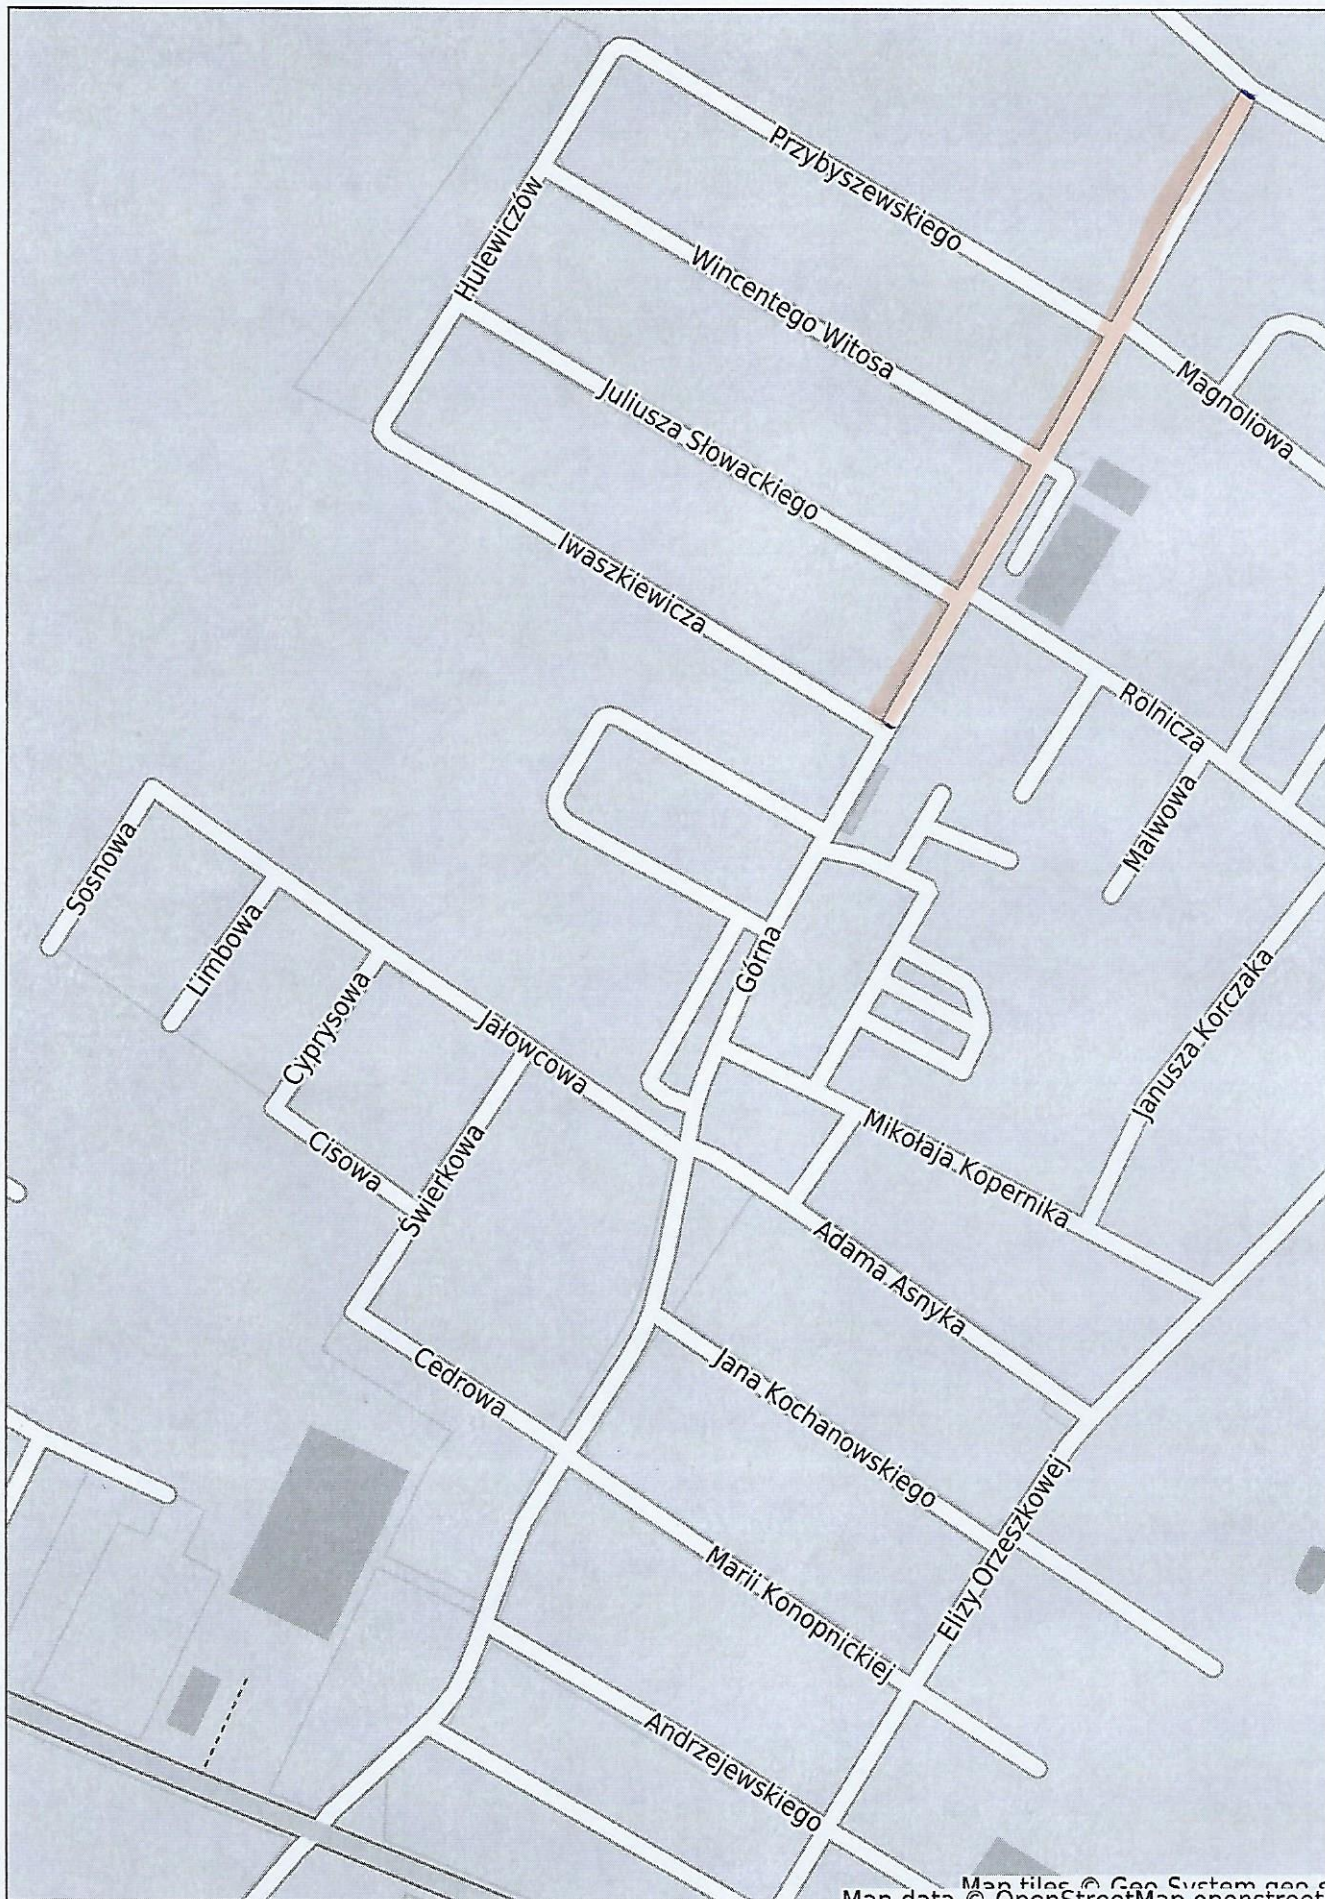 Przybyszewskiego
Hulewiczów
Wincentego Witosa
Magnoliowa
Juliusza Słowackiego
Iwaszkiewicza
Rolnicza
Malwowa
Sosnowa
Limbowa
Górna
Cyprysowa
Jałowcowa
Janusza Korczaka
Mikołaja Kopernika
Cisowa
Świerkowa
Adama Asnyka
Cedrowa
Jana Kochanowskiego
Elizy Orzeszkowej
Marii Konopnickiej
Andrzejewskiego
Map tiles © Geo System geo
Map data © OpenStreetMap